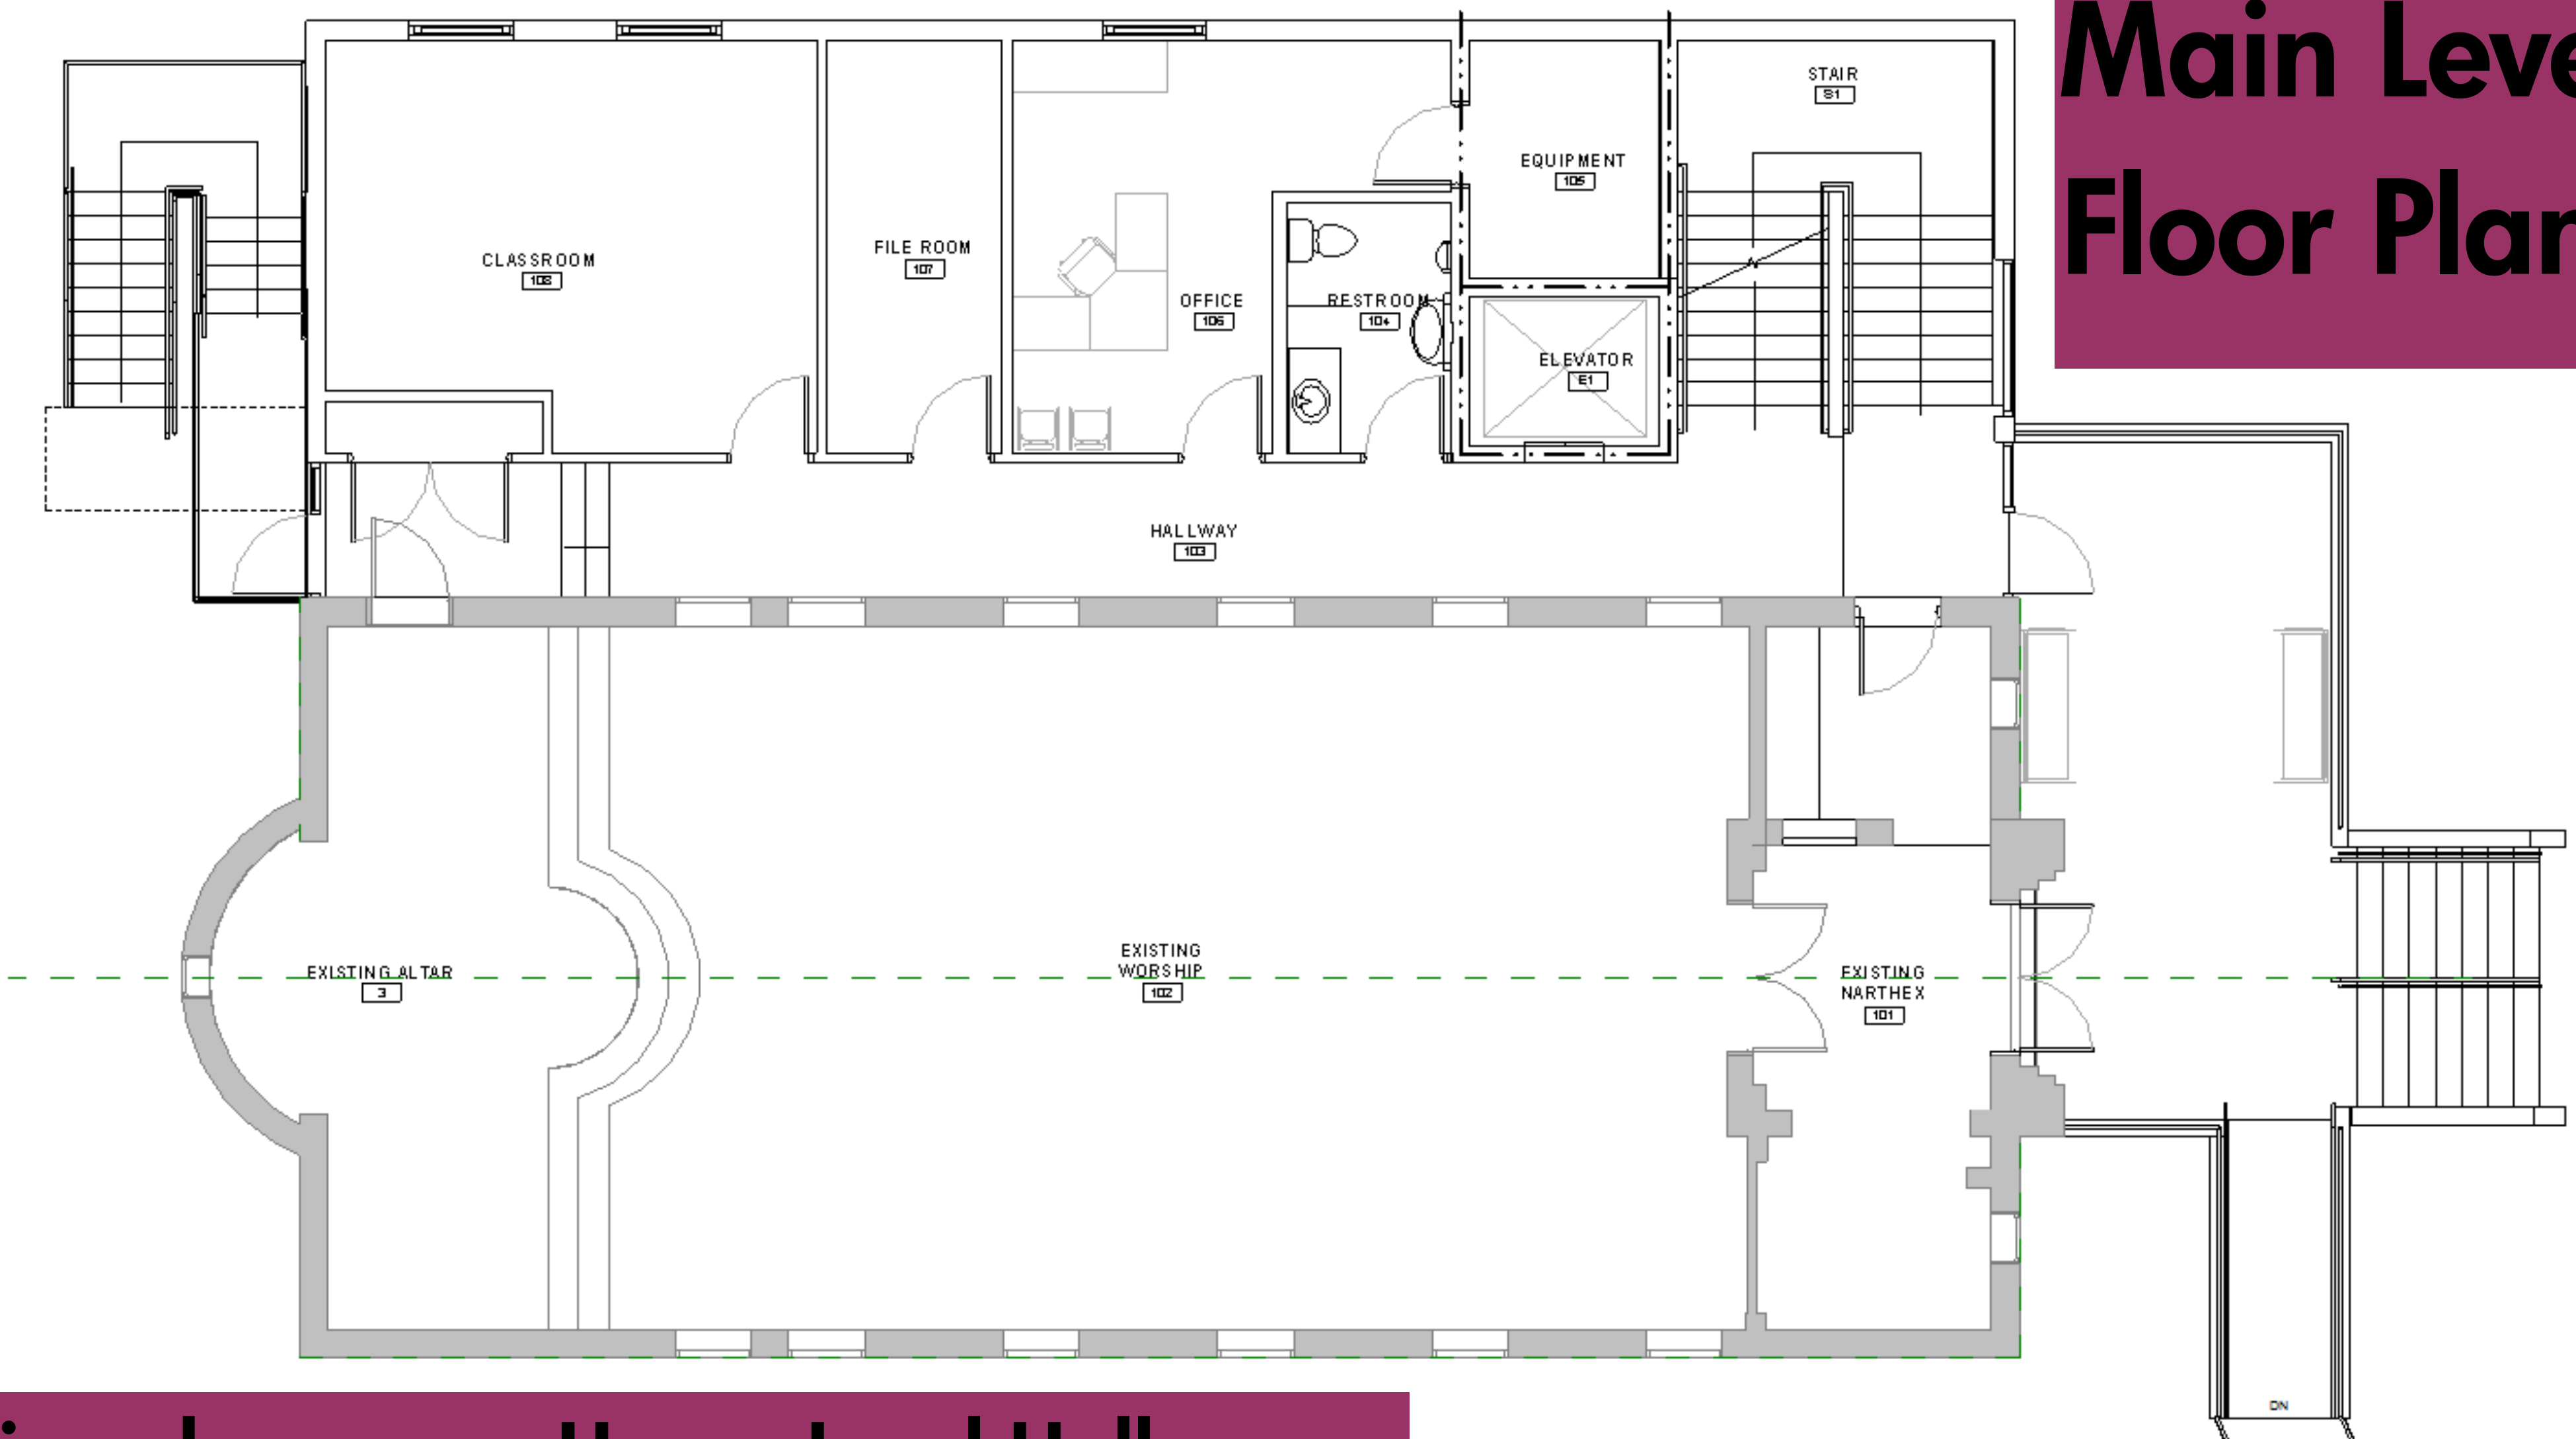 Main Leve
Floor Plan
STAIR
S1
EQUIPMENT
105
CLASSROOM
108
FILE ROOM
107
OFFICE
106
RESTROOM
104
ELEVATOR
E1
HALLWAY
103
EXISTING ALTAR
3
EXISTING
WORSHIP
102
EXISTING
NARTHEX
101
DN